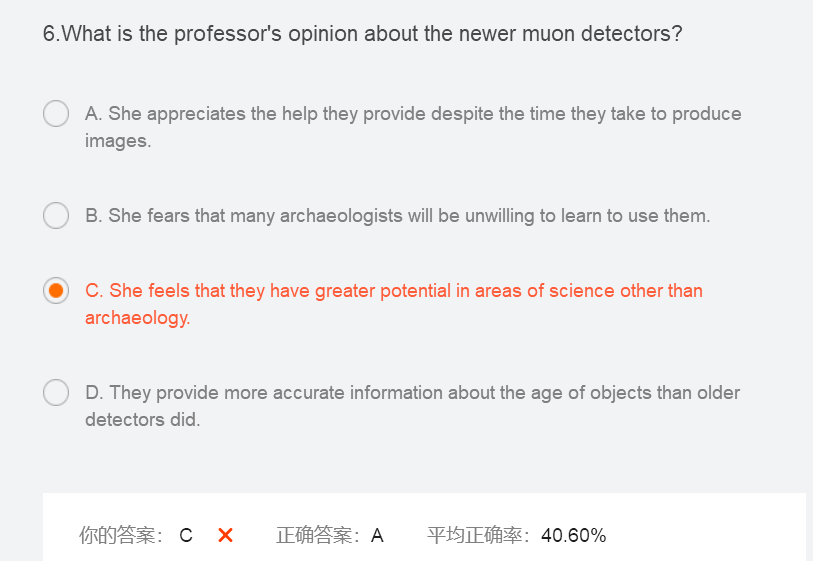 6.What is the professor's opinion about the newer muon detectors?
A. She appreciates the help they provide despite the time they take to produce
images.
B. She fears that many archaeologists will be unwilling to learn to use them.
C. She feels that they have greater potential in areas of science other than
archaeology.
D. They provide more accurate information about the age of objects than older
detectors did.
你的答案： C 正确答案： A 平均正确率： 40.60%